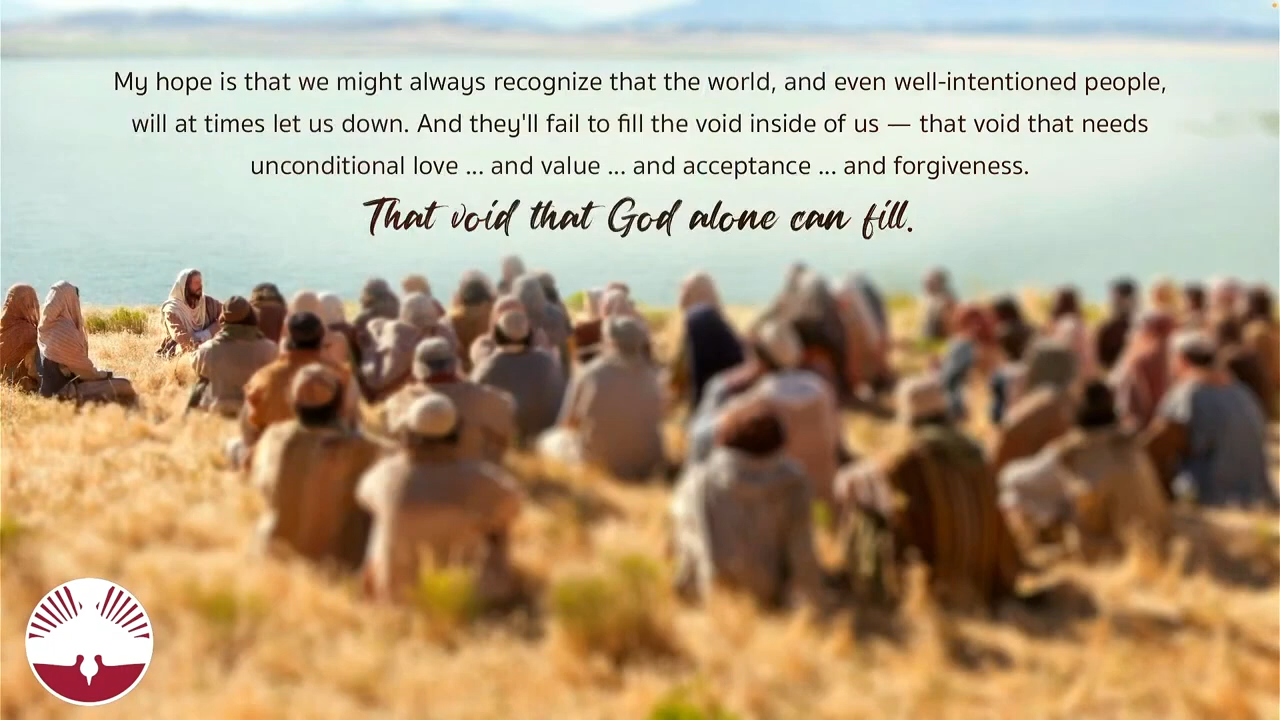 My hope is that we might always recognize that the world, and even well-intentioned people,
will at times let us down. And they'll fail to fill the void inside of us — that void that needs
unconditional love ... and value ... and acceptance ... and forgiveness.
That void that God alone can fill.